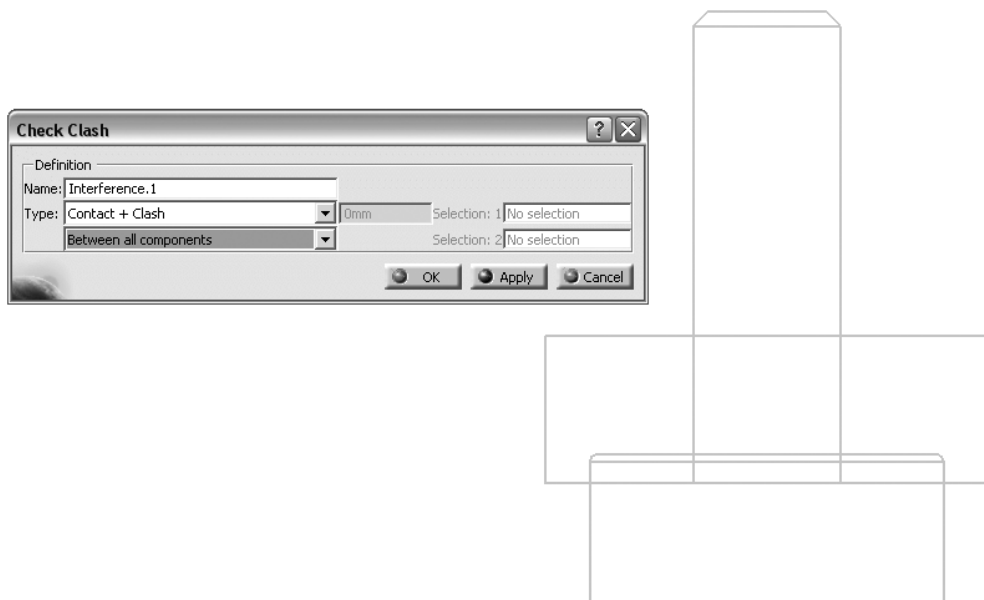 Check Clash
Definition
Name: Interference.1
Type: Contact + Clash 0mm Selection: 1 No selection
Between all components Selection: 2 No selection
OK Apply Cancel